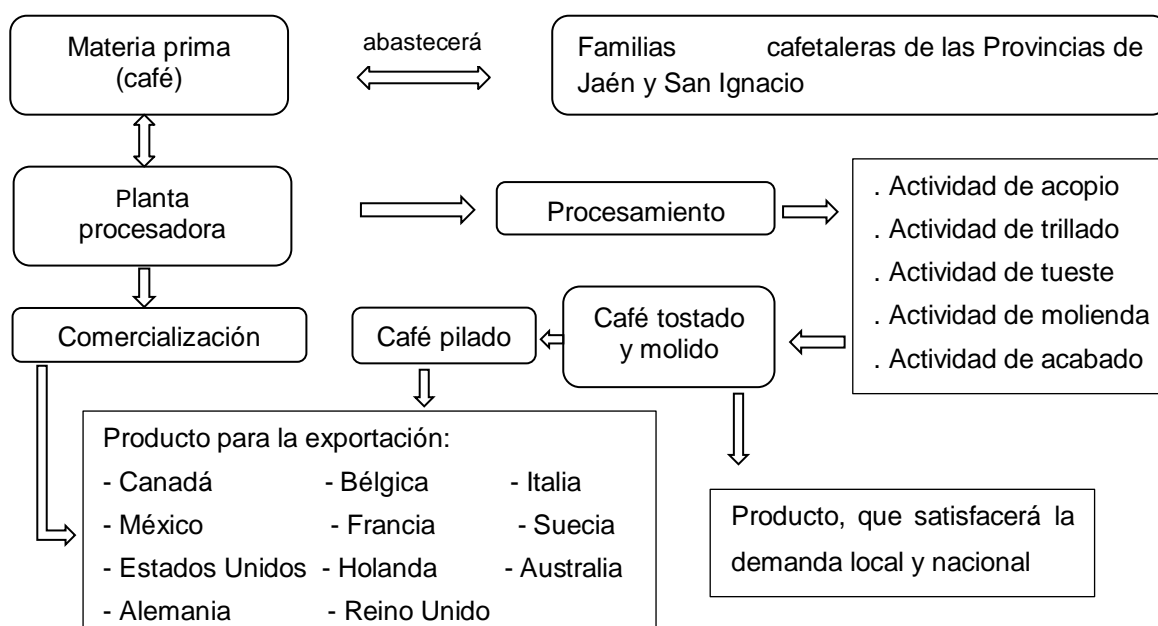 Materia prima
(café)
abastecerá
Familias cafetaleras de las Provincias de
Jaén y San Ignacio
Planta
procesadora
Procesamiento
. Actividad de acopio
. Actividad de trillado
. Actividad de tueste
. Actividad de molienda
. Actividad de acabado
Comercialización
Café pilado
Café tostado
y molido
Producto para la exportación:
- Canadá - Bélgica - Italia
- México - Francia - Suecia
- Estados Unidos - Holanda - Australia
- Alemania - Reino Unido
Producto, que satisfacerá la
demanda local y nacional